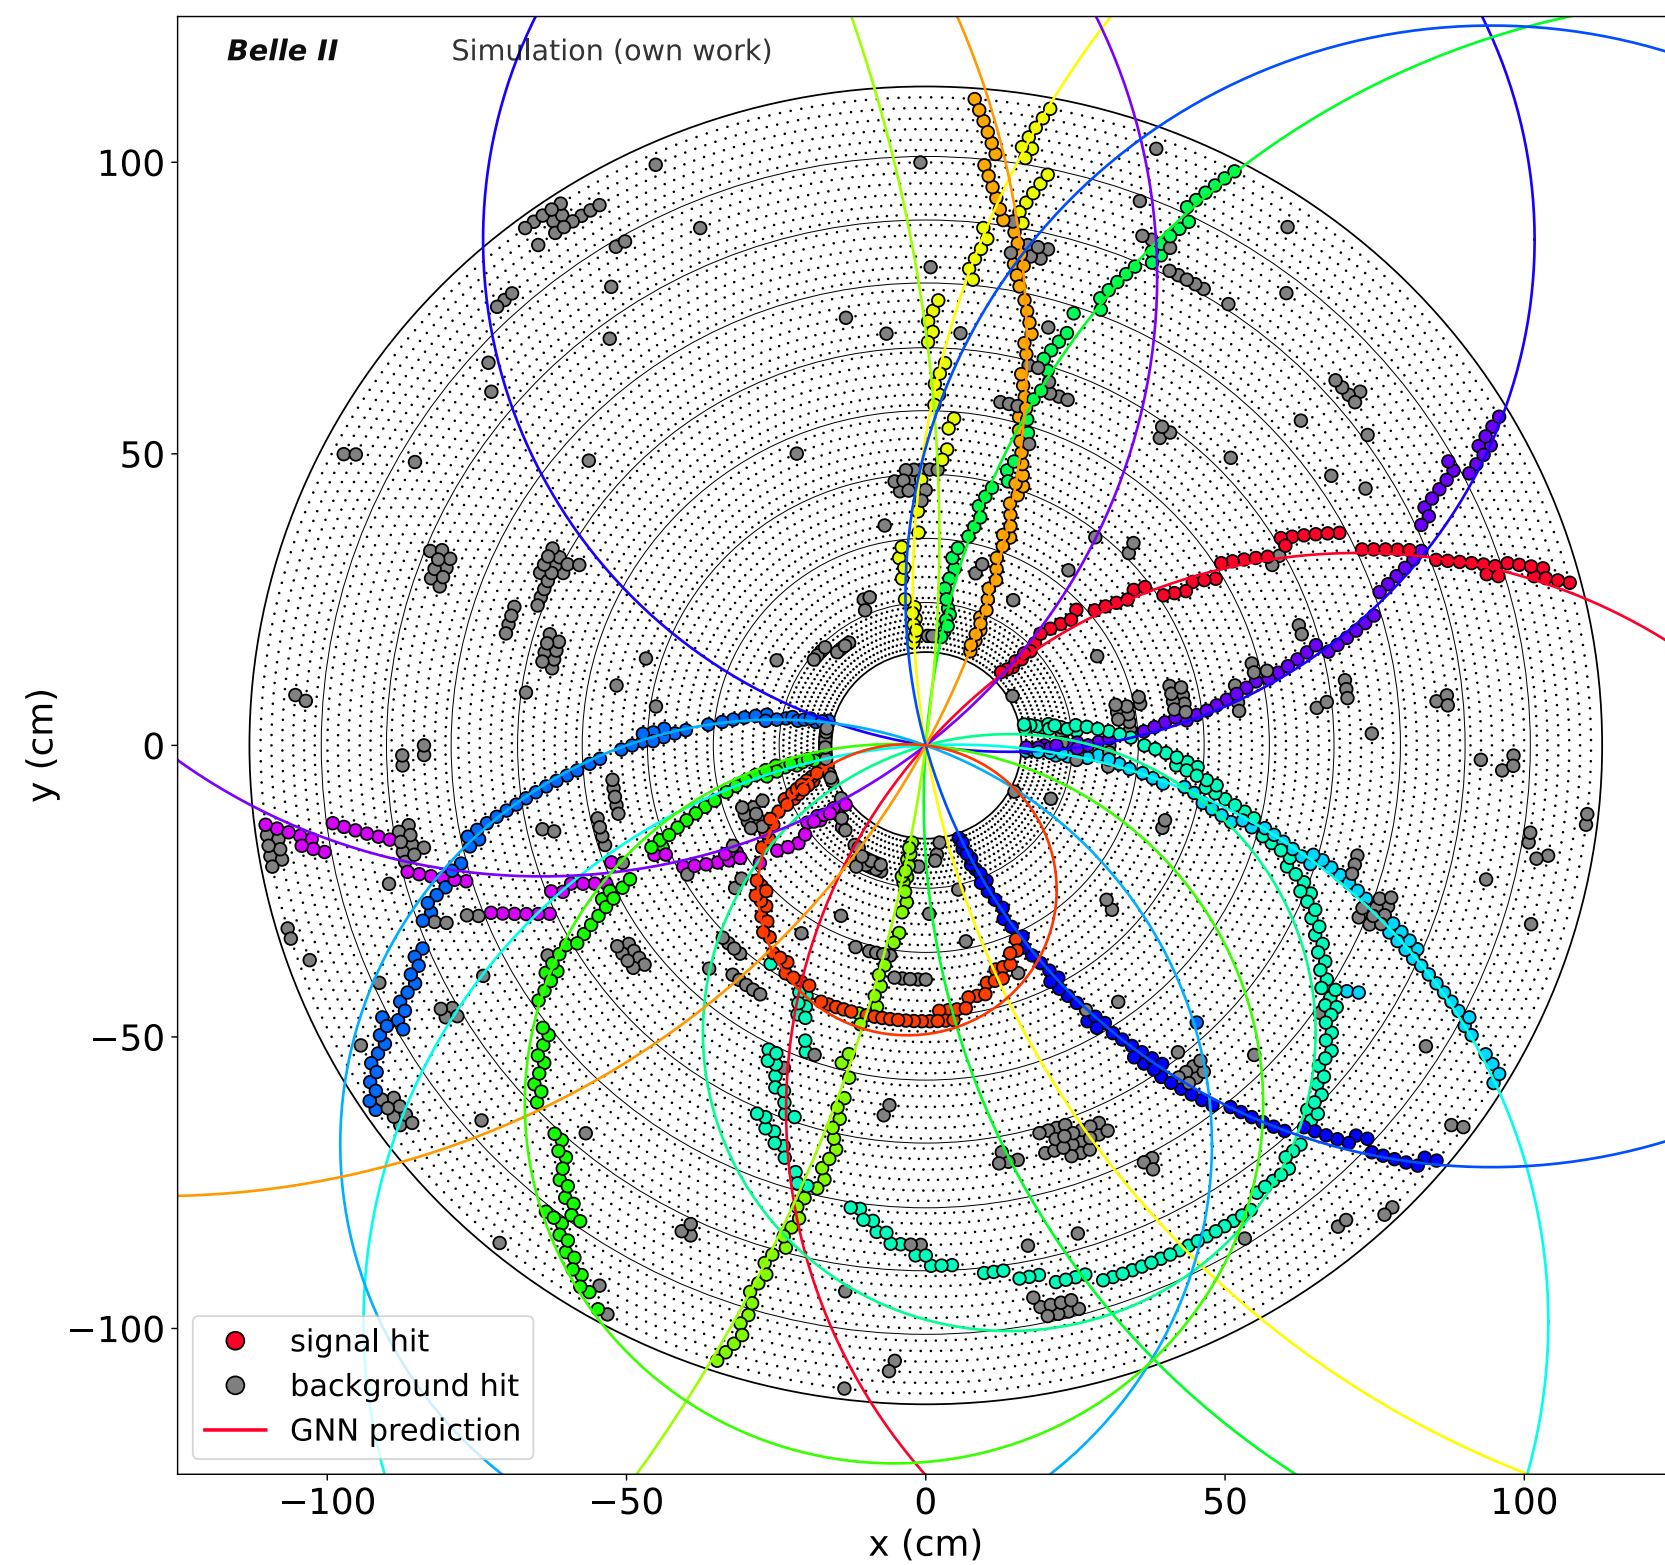 Belle II Simulation (own work)
100
50
0
−50
−100
y (cm)
signal hit
background hit
GNN prediction
−100 −50 0 50 100
x (cm)